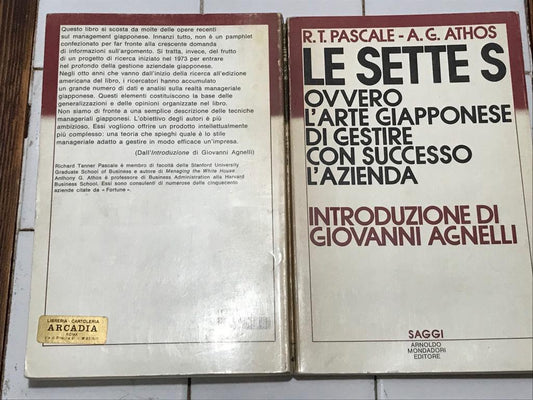 Questo libro si scosta da molte delle opere recenti
sul management giapponese. Innanzi tutto, non è un pamphlet
confezionato per far fronte alla crescente domanda
di informazioni sull'argomento. Si tratta, invece, del frutto
di un progetto di ricerca iniziato nel 1973 per entrare
nel profondo della gestione aziendale giapponese.
Negli otto anni che vanno dall'inizio della ricerca all'edizione
americana del libro, i ricercatori hanno accumulato
un grande numero di dati e analisi sulla realtà manageriale
giapponese. Questi elementi costituiscono la base delle
generalizzazioni e delle opinioni organizzate nel libro.
Non siamo di fronte a una semplice descrizione delle tecniche
manageriali giapponesi. L'obiettivo degli autori è più
ambizioso. Essi vogliono offrire un prodotto intellettualmente
più complesso: una teoria che spieghi quale è lo stile
manageriale adatto a gestire in modo efficace un'impresa.
(Dall'Introduzione di Giovanni Agnelli)
Richard Tanner Pascale è membro di facoltà della Stanford University
Graduate School of Business e autore di Managing the White House
Anthony G. Athos è professore di Business Administration alla Harvard
Business School. Essi sono consulenti di numerose delle cinquecento
aziende citate da «Fortune».
LIBRERIA - CARTOLERIA
ARCADIA
ROMA
R.T. PASCALE - A.G. ATHOS
LE SETTE S
OVVERO
L'ARTE GIAPPONESE
DI GESTIRE
CON SUCCESSO
L'AZIENDA
INTRODUZIONE DI
GIOVANNI AGNELLI
SAGGI
ARNOLDO
MONDADORI
EDITORE